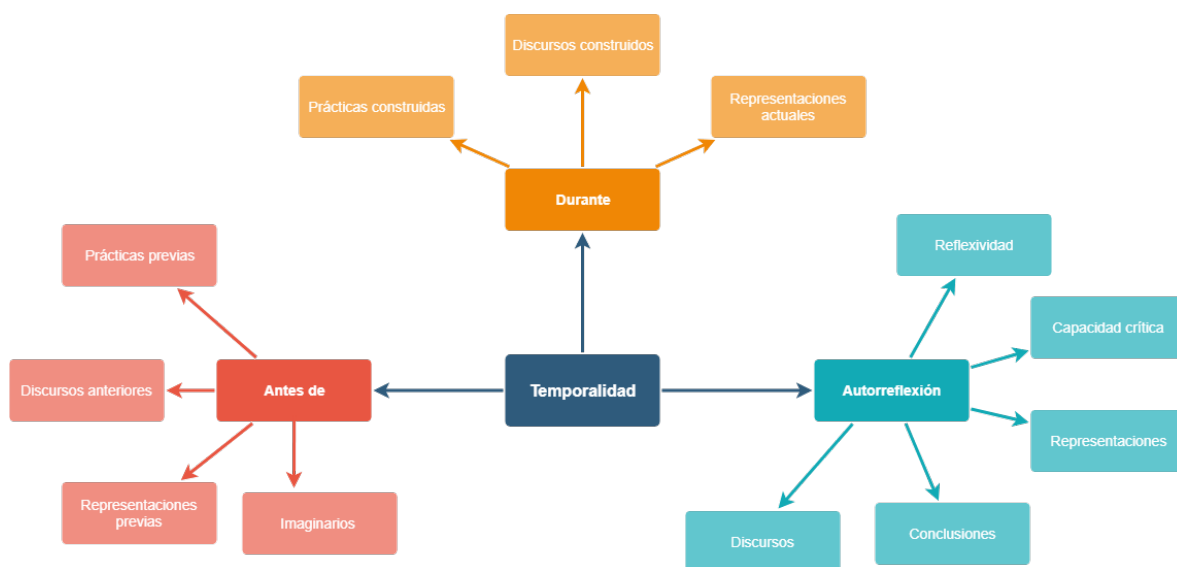 Discursos construidos
Prácticas construidas
Representaciones
actuales
Durante
Prácticas previas
Discursos anteriores
Antes de
Representaciones
previas
Imaginarios
Temporalidad
Reflexividad
Capacidad crítica
Autorreflexión
Representaciones
Discursos
Conclusiones